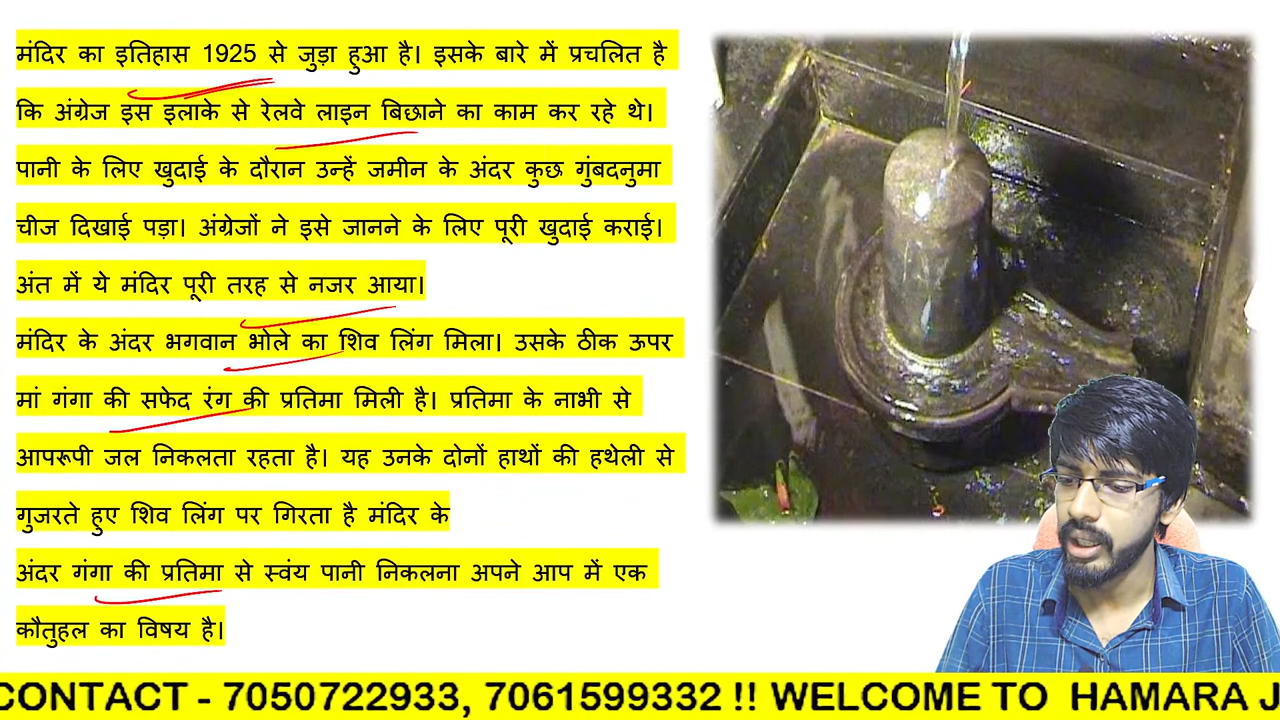 मंदिर का इतिहास 1925 से जुड़ा हुआ है। इसके बारे में प्रचलित है
कि अंग्रेज इस इलाके से रेलवे लाइन बिछाने का काम कर रहे थे।
पानी के लिए खुदाई के दौरान उन्हें जमीन के अंदर कुछ गुंबदनुमा
चीज दिखाई पड़ा। अंग्रेजों ने इसे जानने के लिए पूरी खुदाई कराई।
अंत में ये मंदिर पूरी तरह से नजर आया।
मंदिर के अंदर भगवान भोले का शिव लिंग मिला। उसके ठीक ऊपर
मां गंगा की सफेद रंग की प्रतिमा मिली है। प्रतिमा के नाभी से
आपरूपी जल निकलता रहता है। यह उनके दोनों हाथों की हथेली से
गुजरते हुए शिव लिंग पर गिरता है मंदिर के
अंदर गंगा की प्रतिमा से स्वंय पानी निकलना अपने आप में एक
कौतुहल का विषय है।
CONTACT - 7050722933, 7061599332 !! WELCOME TO HAMARA J